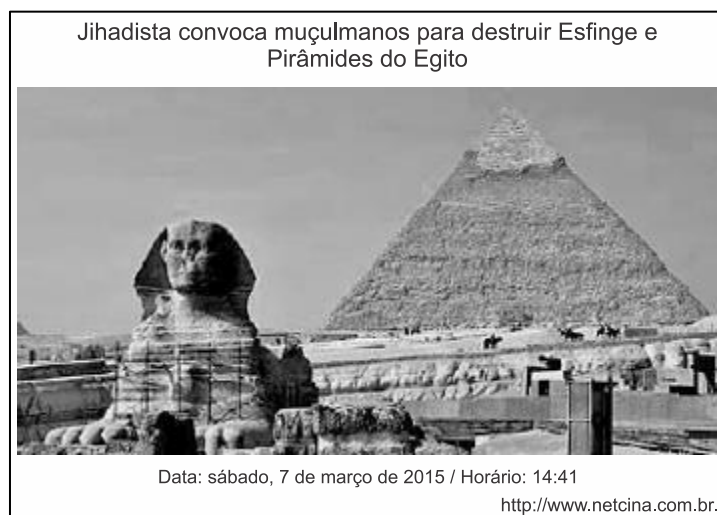 Jihadista convoca muçulmanos para destruir Esfinge e
Pirâmides do Egito
Data: sábado, 7 de março de 2015 / Horário: 14:41
http://www.netcina.com.br.